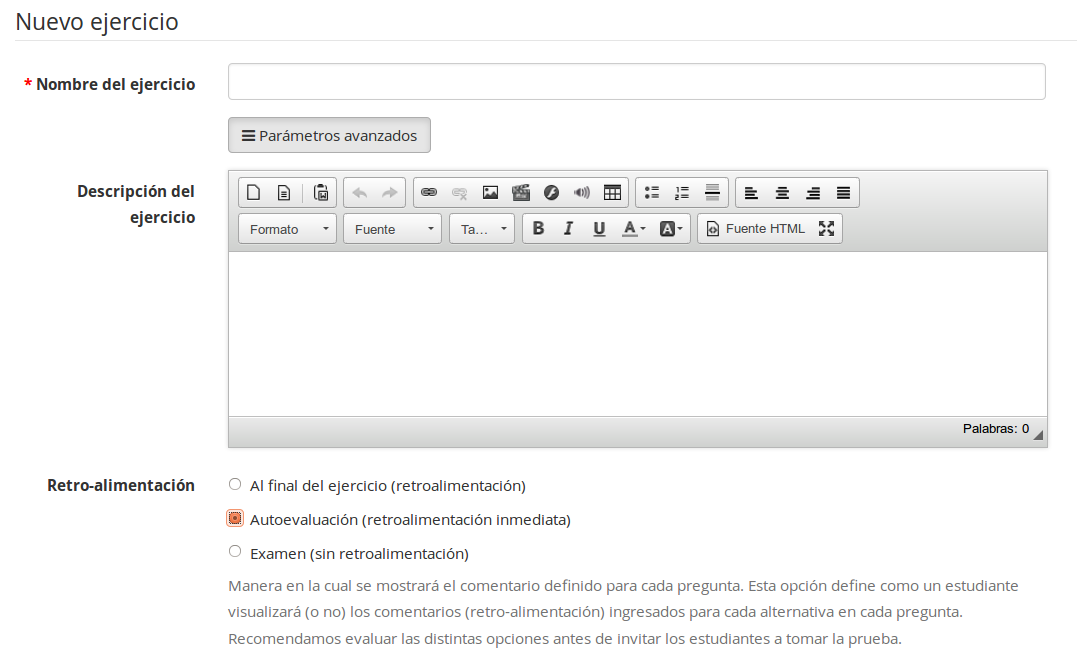 Nuevo ejercicio
* Nombre del ejercicio
Parámetros avanzados
Descripción del
ejercicio
Formato
Fuente
Ta...
B I U A A
Fuente HTML
Palabras: 0
Retro-alimentación
Al final del ejercicio (retroalimentación)
Autoevaluación (retroalimentación inmediata)
Examen (sin retroalimentación)
Manera en la cual se mostrará el comentario definido para cada pregunta. Esta opción define como un estudiante
visualizará (o no) los comentarios (retro-alimentación) ingresados para cada alternativa en cada pregunta.
Recomendamos evaluar las distintas opciones antes de invitar los estudiantes a tomar la prueba.